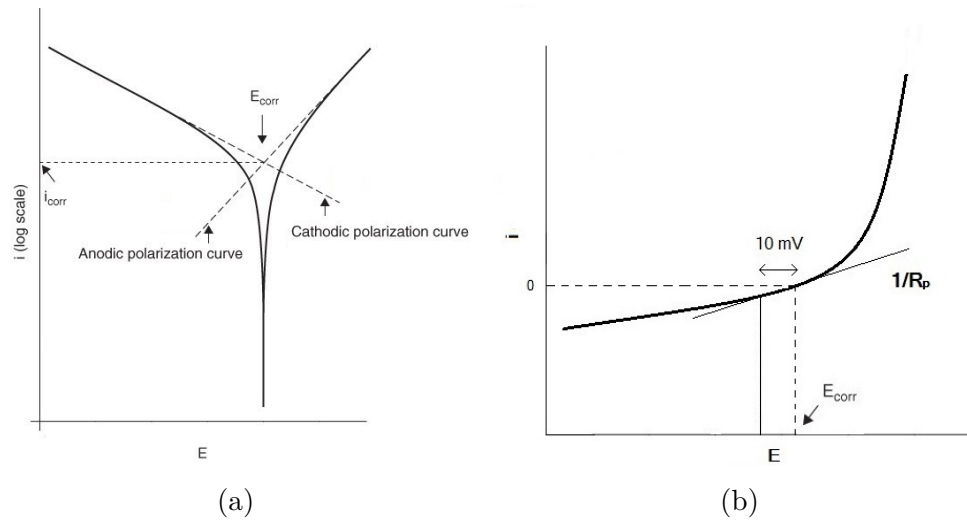 E_corr
i_corr
i (log scale)
Cathodic polarization curve
Anodic polarization curve
E
(a)
i
10 mV
0
1/R_p
E_corr
E
(b)